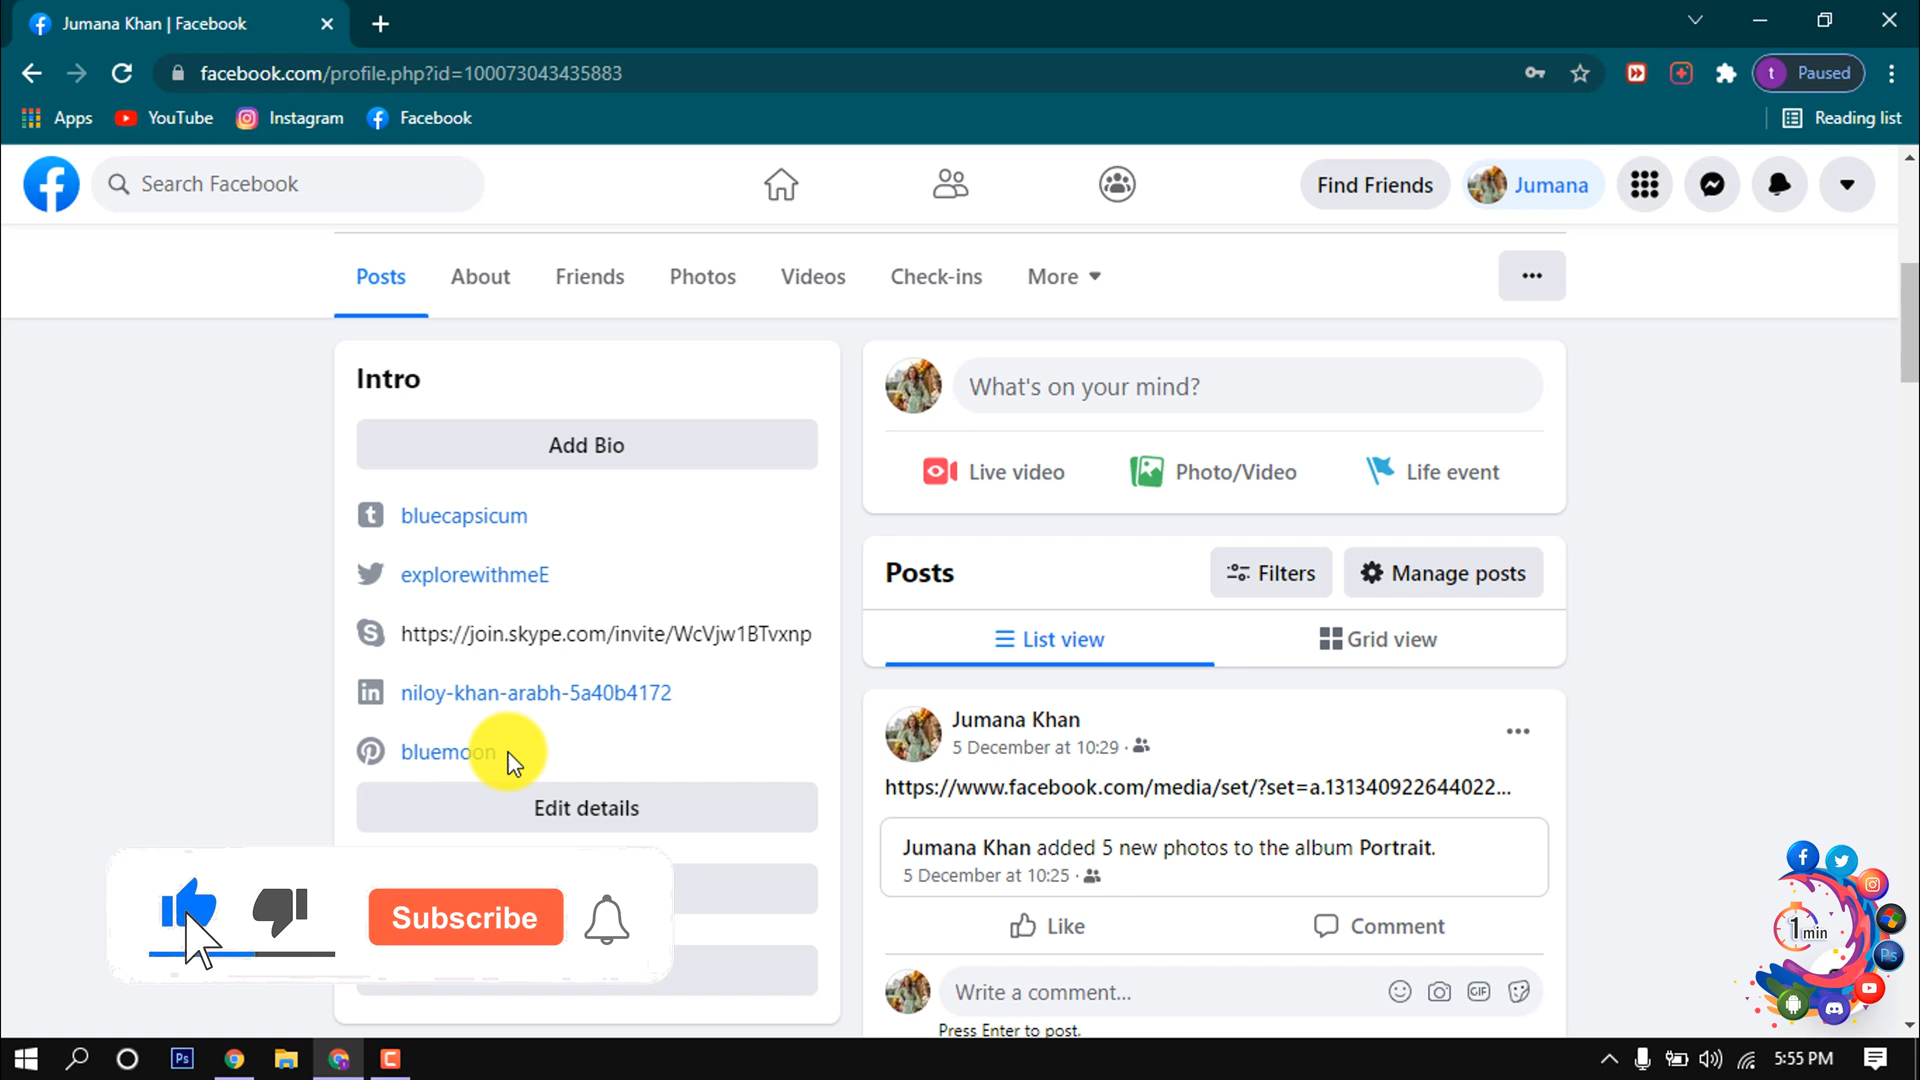 Jumana Khan | Facebook
facebook.com/profile.php?id=100073043435883
t Paused
Apps YouTube Instagram Facebook Reading list
Search Facebook
Find Friends Jumana
Posts About Friends Photos Videos Check-ins More
Intro
Add Bio
bluecapsicum
explorewithmeE
https://join.skype.com/invite/WcVjw1BTvxnp
niloy-khan-arabh-5a40b4172
bluemoon
Edit details
Subscribe
What's on your mind?
Live video Photo/Video Life event
Posts Filters Manage posts
List view Grid view
Jumana Khan
5 December at 10:29 ·
https://www.facebook.com/media/set/?set=a.131340922644022...
Jumana Khan added 5 new photos to the album Portrait.
5 December at 10:25 ·
Like Comment
Write a comment...
GIF
Press Enter to post.
1 min
Ps
Ps
5:55 PM